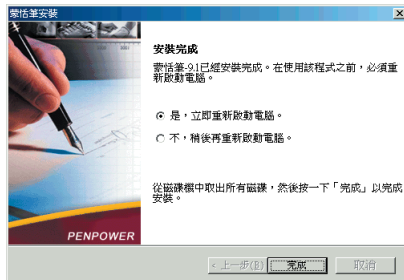 蒙恬筆安裝
安裝完成
蒙恬筆-9.1已經安裝完成。在使用該程式之前，必須重
新啟動電腦。
是，立即重新啟動電腦。
不，稍後再重新啟動電腦。
從磁碟機中取出所有磁碟，然後按一下「完成」以完成
安裝。
PENPOWER
< 上一步(B)
完成
取消